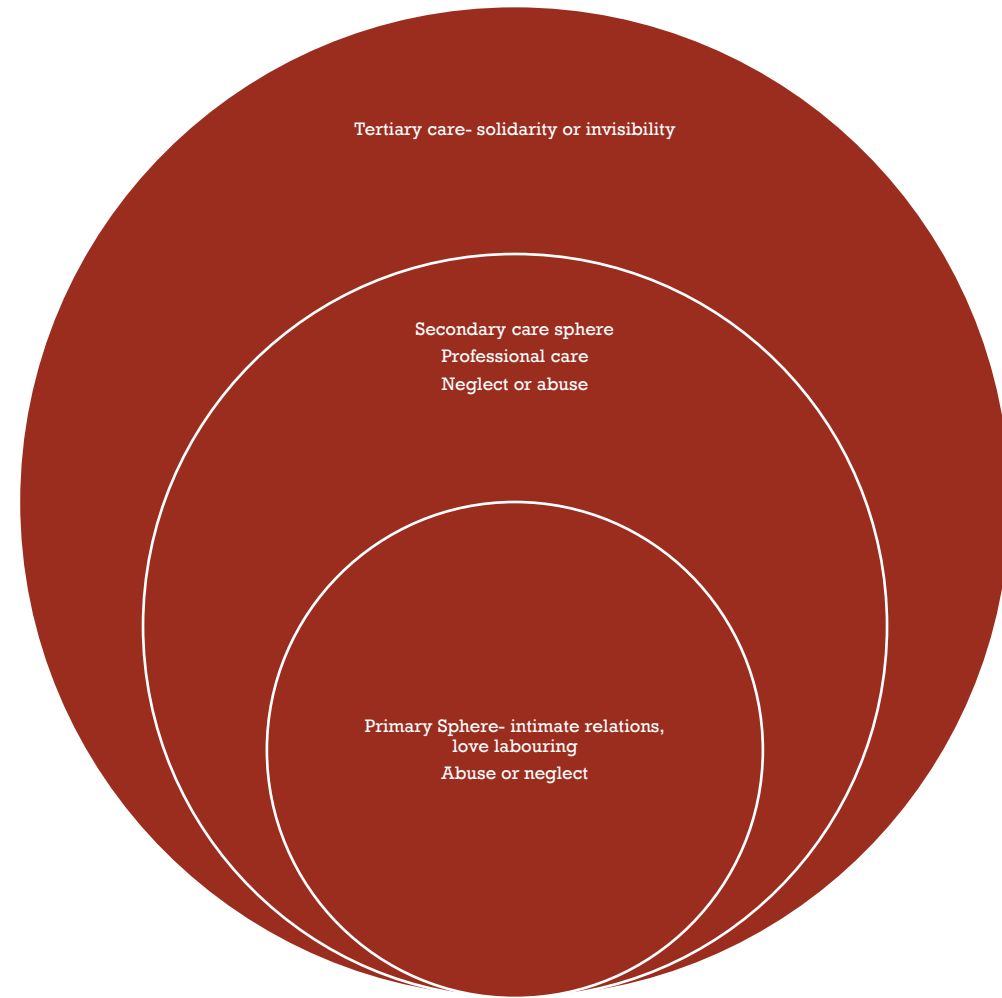 Tertiary care- solidarity or invisibility
Secondary care sphere
Professional care
Neglect or abuse
Primary Sphere- intimate relations,
love labouring
Abuse or neglect